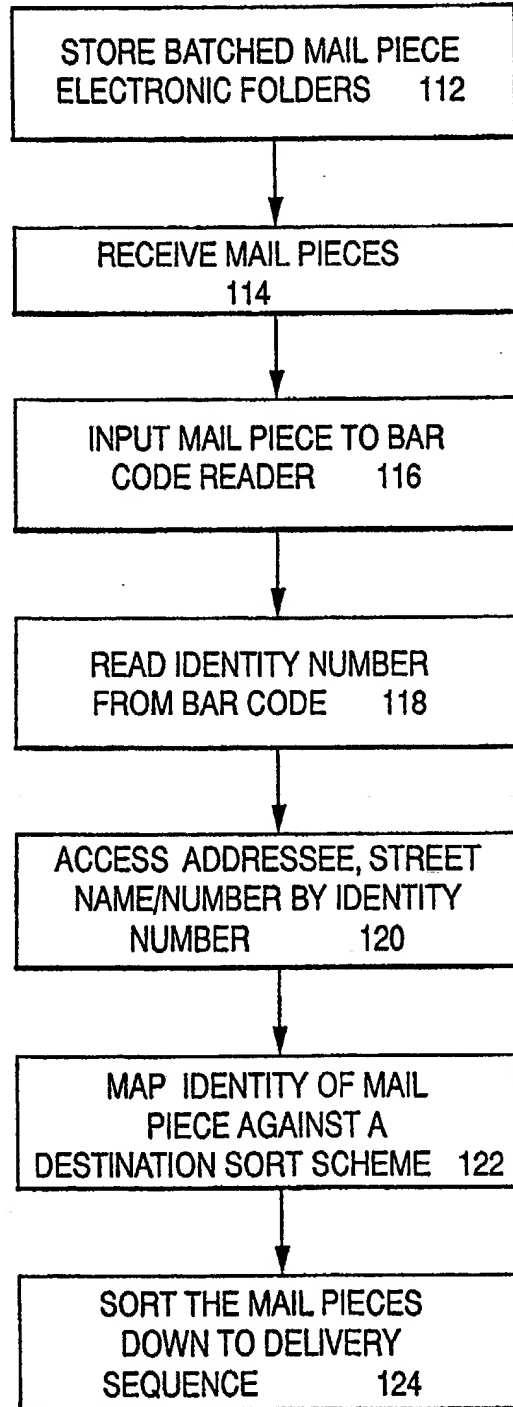 STORE BATCHED MAIL PIECE
ELECTRONIC FOLDERS 112
RECEIVE MAIL PIECES
114
INPUT MAIL PIECE TO BAR
CODE READER 116
READ IDENTITY NUMBER
FROM BAR CODE 118
ACCESS ADDRESSEE, STREET
NAME/NUMBER BY IDENTITY
NUMBER 120
MAP IDENTITY OF MAIL
PIECE AGAINST A
DESTINATION SORT SCHEME 122
SORT THE MAIL PIECES
DOWN TO DELIVERY
SEQUENCE 124